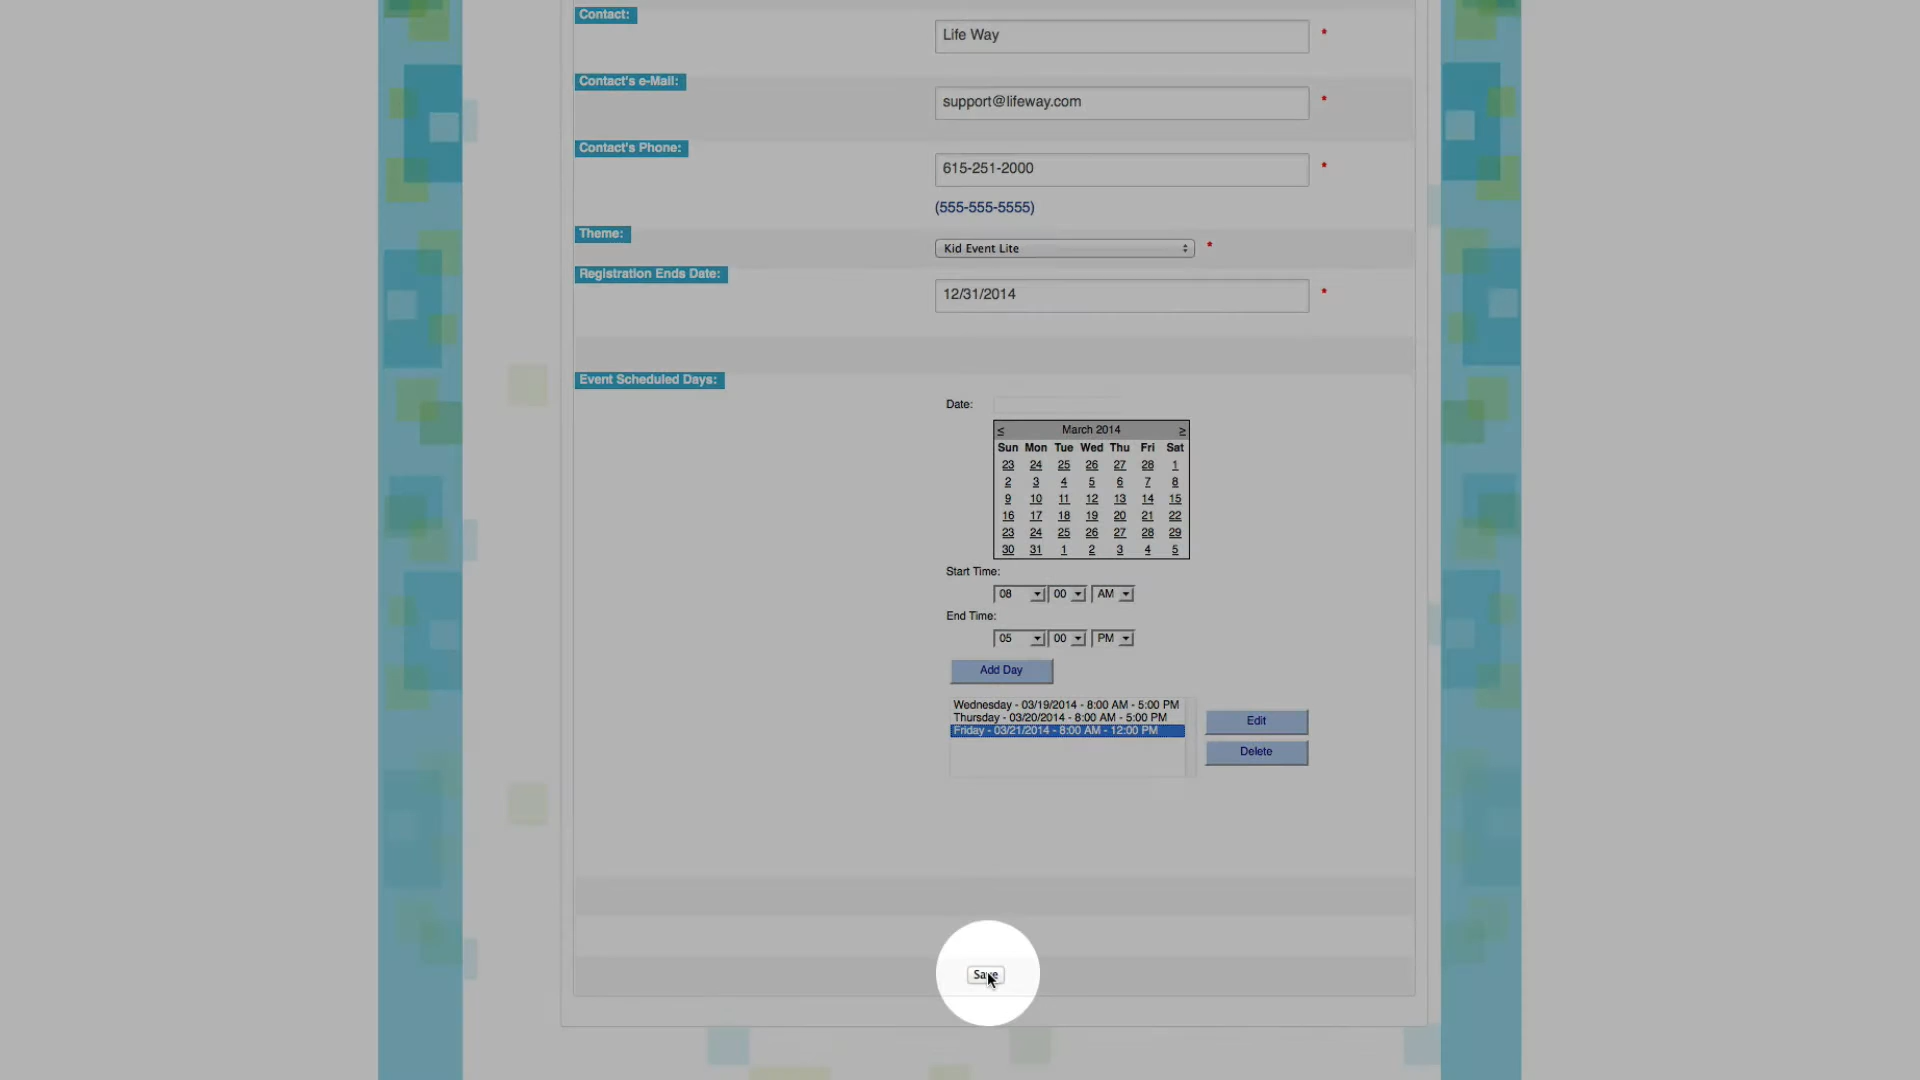 Contact:
Life Way *
Contact's e-Mail:
support@lifeway.com *
Contact's Phone:
615-251-2000 *
(555-555-5555)
Theme:
Kid Event Lite *
Registration Ends Date:
12/31/2014 *
Event Scheduled Days:
Date:
< March 2014 >
Sun Mon Tue Wed Thu Fri Sat
23 24 25 26 27 28 1
2 3 4 5 6 7 8
9 10 11 12 13 14 15
16 17 18 19 20 21 22
23 24 25 26 27 28 29
30 31 1 2 3 4 5
Start Time:
08 00 AM
End Time:
05 00 PM
Add Day
Wednesday - 03/19/2014 - 8:00 AM - 5:00 PM
Thursday - 03/20/2014 - 8:00 AM - 5:00 PM
Friday - 03/21/2014 - 8:00 AM - 12:00 PM
Edit
Delete
Save